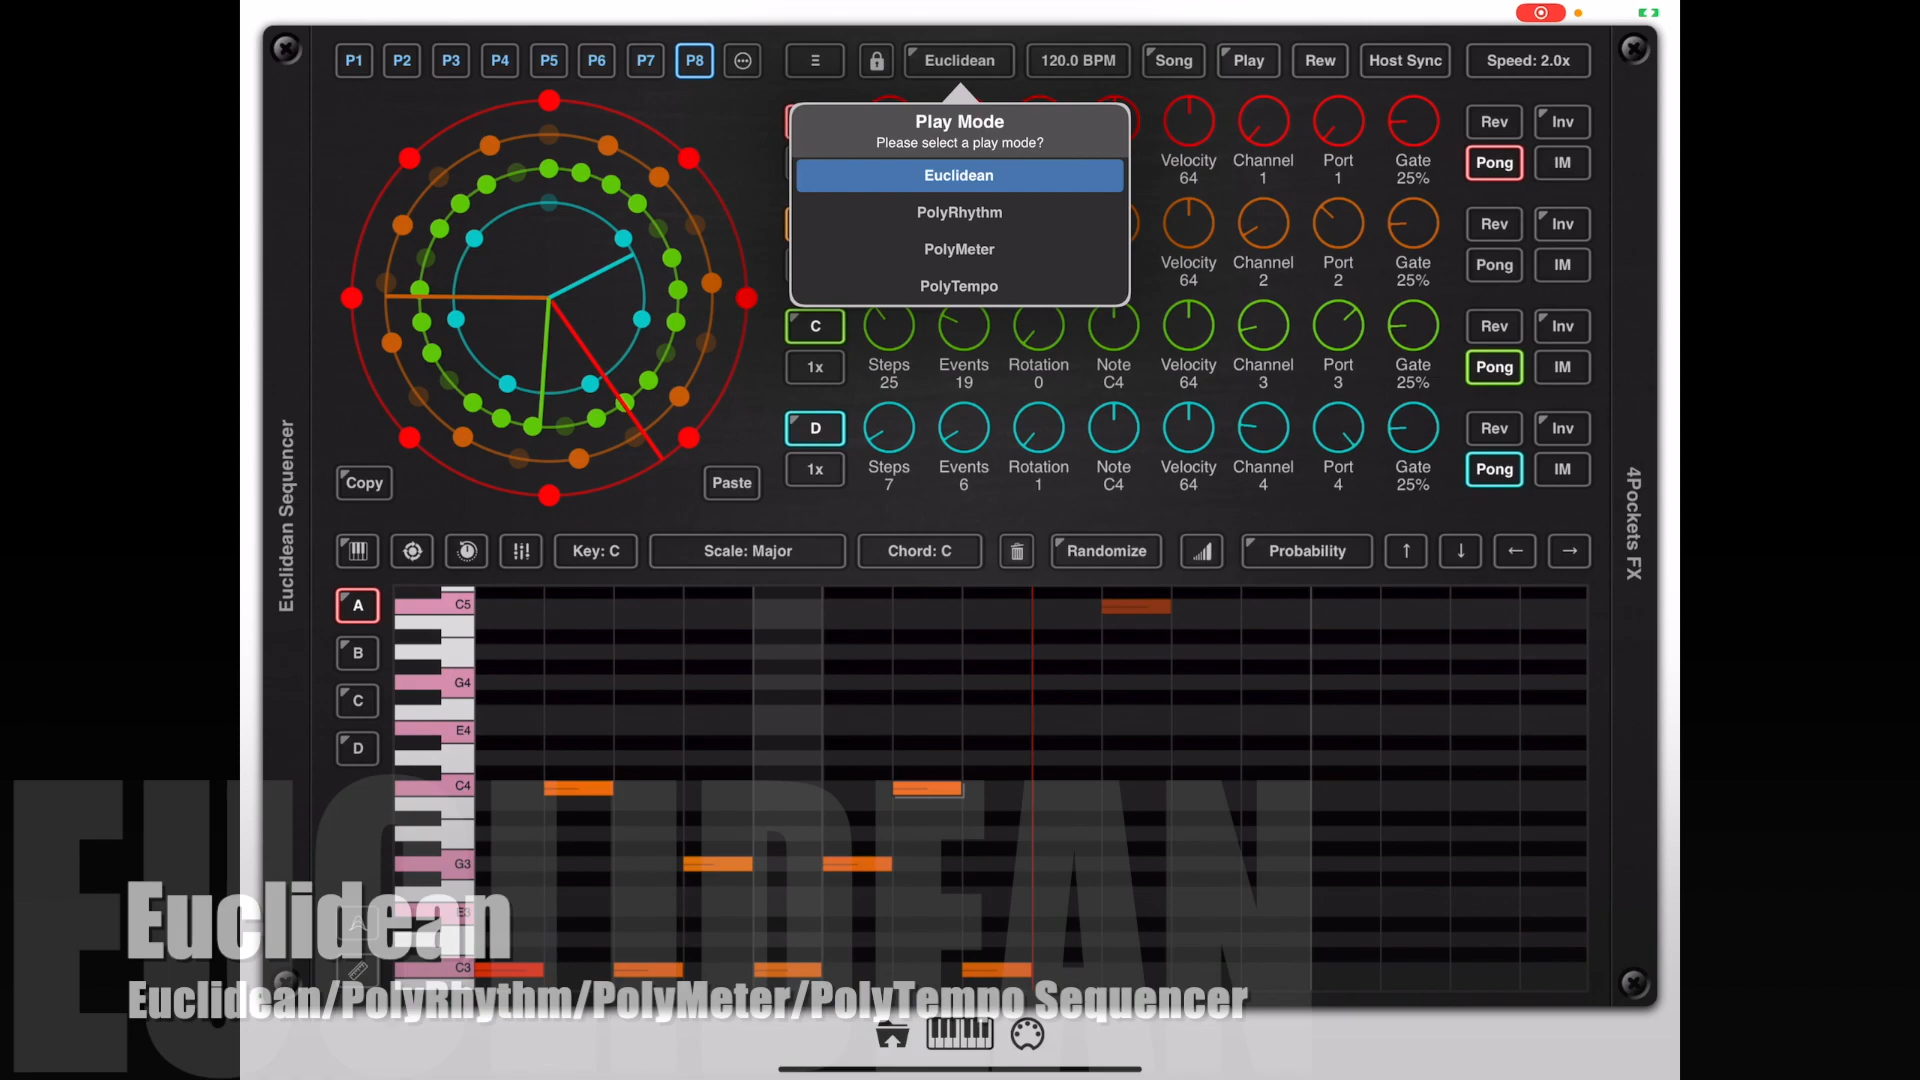 P1 P2 P3 P4 P5 P6 P7 P8 Euclidean 120.0 BPM Song Play Rew Host Sync Speed: 2.0x
Play Mode
Please select a play mode?
Euclidean
PolyRhythm
PolyMeter
PolyTempo
Velocity Channel Port Gate
64 1 1 25%
Rev Inv
Pong IM
Velocity Channel Port Gate
64 2 2 25%
Rev Inv
Pong IM
C
1x
Steps Events Rotation Note Velocity Channel Port Gate
25 19 0 C4 64 3 3 25%
Rev Inv
Pong IM
D
1x
Steps Events Rotation Note Velocity Channel Port Gate
7 6 1 C4 64 4 4 25%
Rev Inv
Pong IM
Copy Paste
Euclidean Sequencer
4Pockets FX
Key: C Scale: Major Chord: C Randomize Probability ↑ ↓ ← →
A
B
C
D
C5
G4
E4
C4
G3
E3
C3
EUCLIDEAN
Euclidean
Euclidean/PolyRhythm/PolyMeter/PolyTempo Sequencer